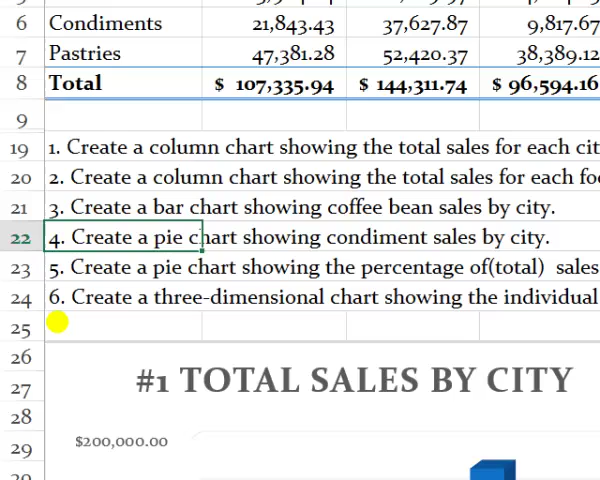 6 Condiments 21,843.43 37,627.87 9,817.67
7 Pastries 47,381.28 52,420.37 38,389.12
8 Total $ 107,335.94 $ 144,311.74 $ 96,594.16
9
19 1. Create a column chart showing the total sales for each cit
20 2. Create a column chart showing the total sales for each foo
21 3. Create a bar chart showing coffee bean sales by city.
22 4. Create a pie chart showing condiment sales by city.
23 5. Create a pie chart showing the percentage of(total) sales
24 6. Create a three-dimensional chart showing the individual
25
26
27 #1 TOTAL SALES BY CITY
28
29 $200,000.00